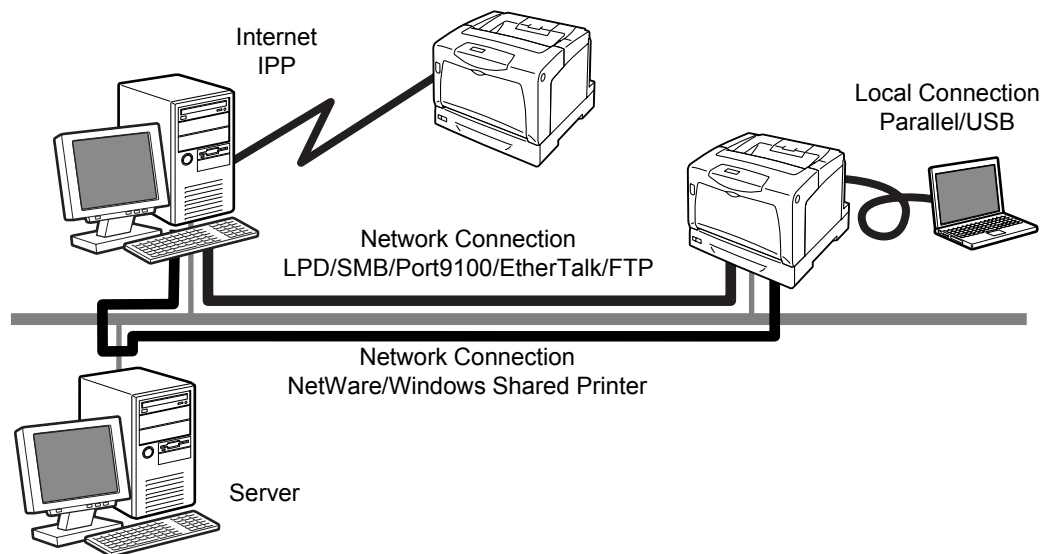 Internet
IPP
Local Connection
Parallel/USB
Network Connection
LPD/SMB/Port9100/EtherTalk/FTP
Network Connection
NetWare/Windows Shared Printer
Server